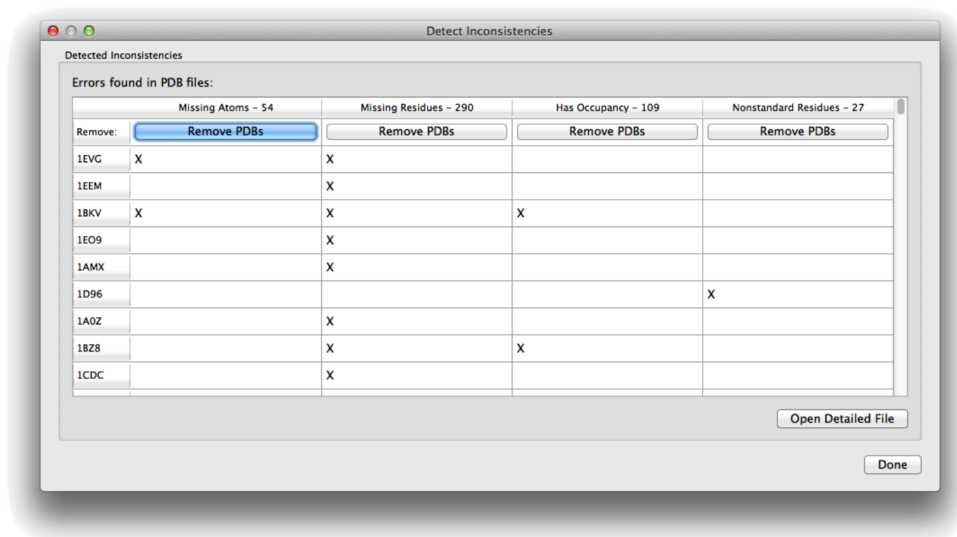 Detect Inconsistencies
Detected Inconsistencies
Errors found in PDB files:
Missing Atoms – 54 Missing Residues – 290 Has Occupancy – 109 Nonstandard Residues – 27
Remove: Remove PDBs Remove PDBs Remove PDBs Remove PDBs
1EVG X X
1EEM X
1BKV X X X
1EO9 X
1AMX X
1D96 X
1A0Z X
1BZ8 X X
1CDC X
Open Detailed File
Done